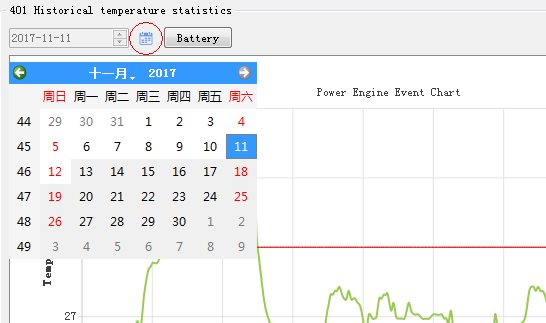 401 Historical temperature statistics
2017-11-11
Battery
十一月, 2017
周日 周一 周二 周三 周四 周五 周六
44 29 30 31 1 2 3 4
45 5 6 7 8 9 10 11
46 12 13 14 15 16 17 18
47 19 20 21 22 23 24 25
48 26 27 28 29 30 1 2
49 3 4 5 6 7 8 9
Power Engine Event Chart
27